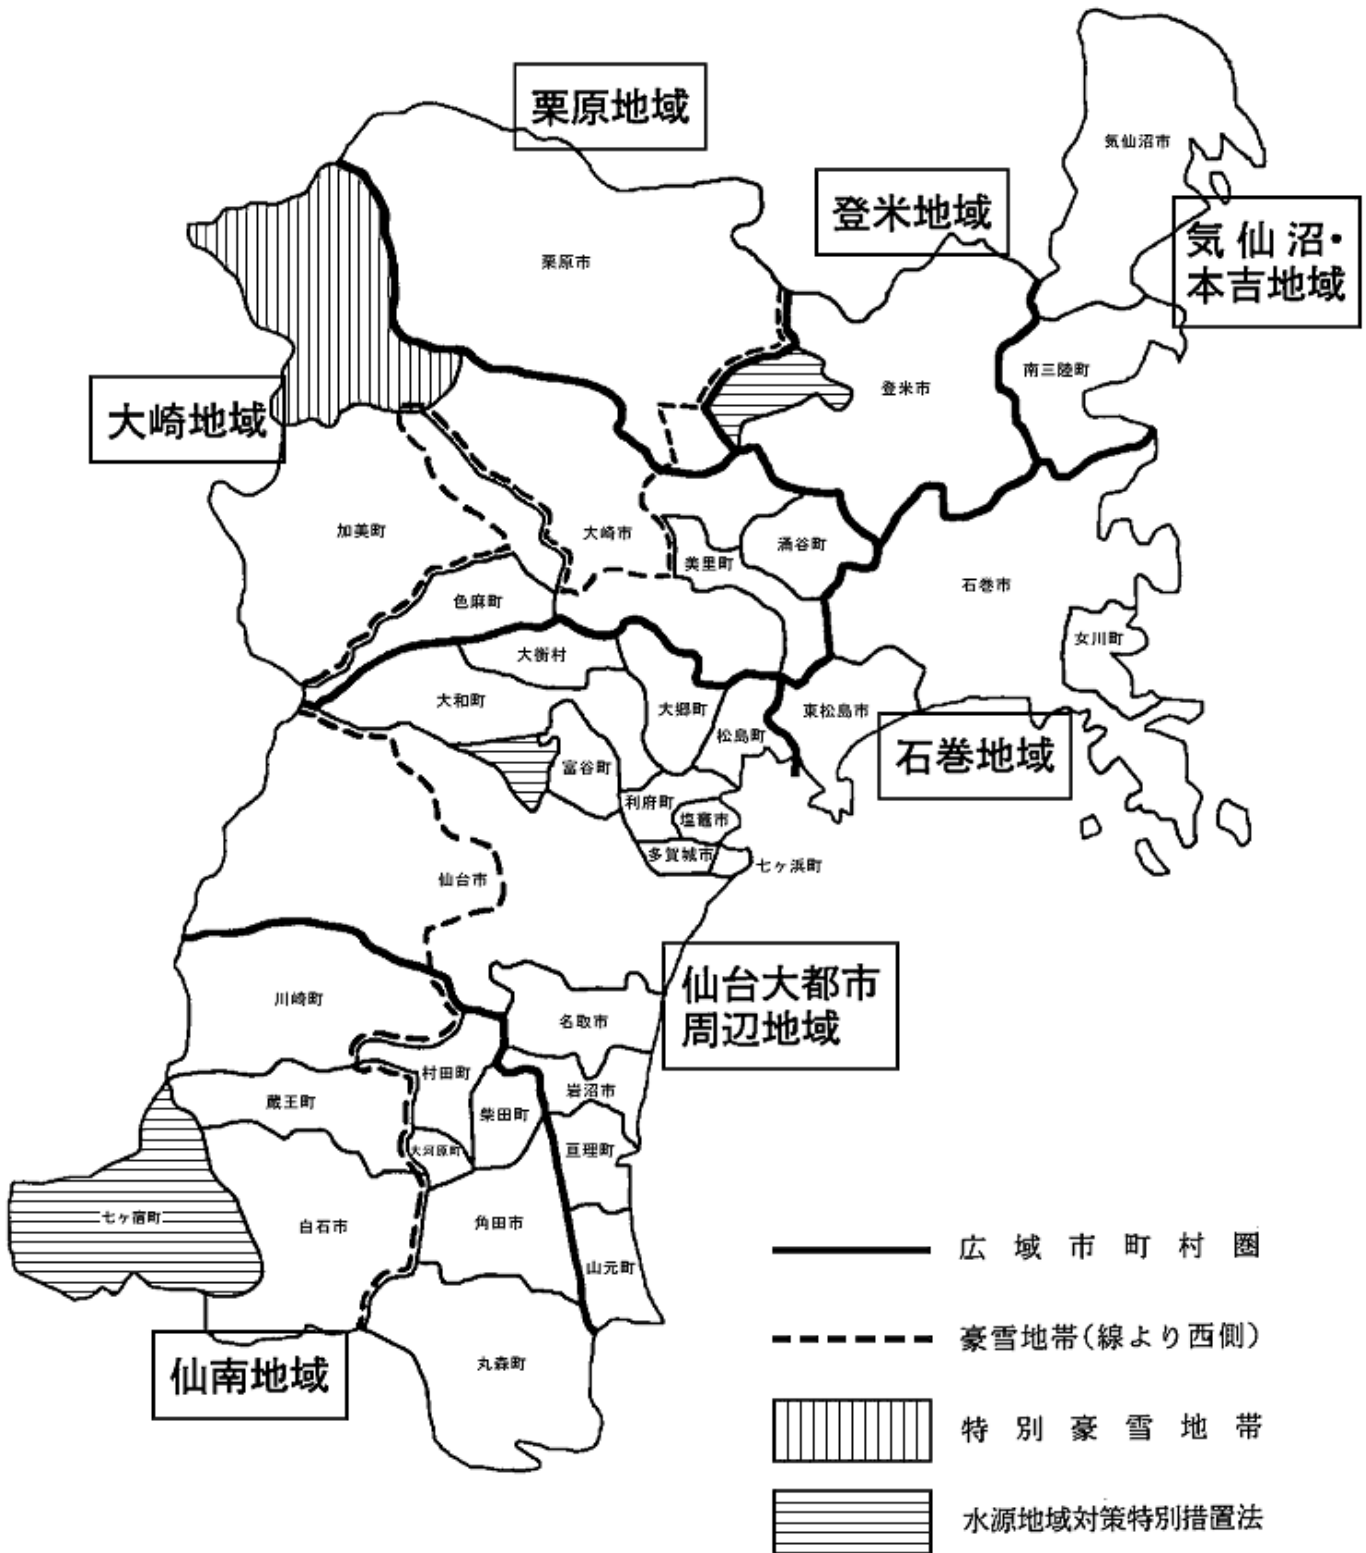 栗原地域
気仙沼市
登米地域
気仙沼・
本吉地域
栗原市
南三陸町
登米市
大崎地域
加美町
大崎市
涌谷町
美里町
石巻市
色麻町
女川町
大衡村
大和町
大郷町
東松島市
松島町
石巻地域
富谷町
利府町
塩竈市
多賀城市
七ヶ浜町
仙台市
仙台大都市
周辺地域
川崎町
名取市
村田町
岩沼市
蔵王町
柴田町
大河原町
亘理町
七ヶ宿町
白石市
角田市
山元町
広域市町村圏
豪雪地帯(線より西側)
仙南地域
丸森町
特別豪雪地帯
水源地域対策特別措置法